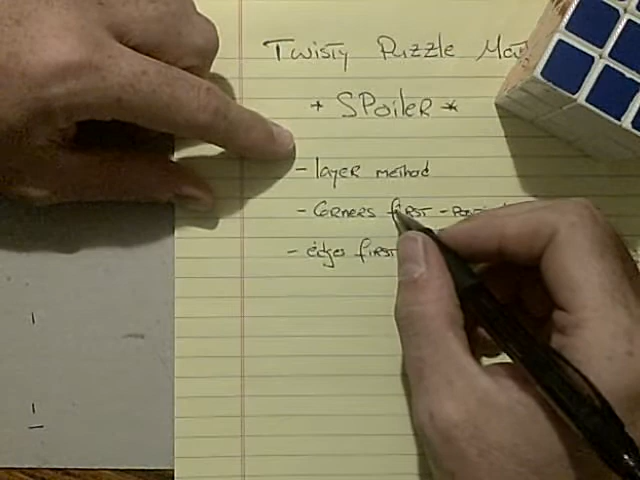 Twisty Puzzle
* SPoiler *
- layer method
- Corners first -
- edges first